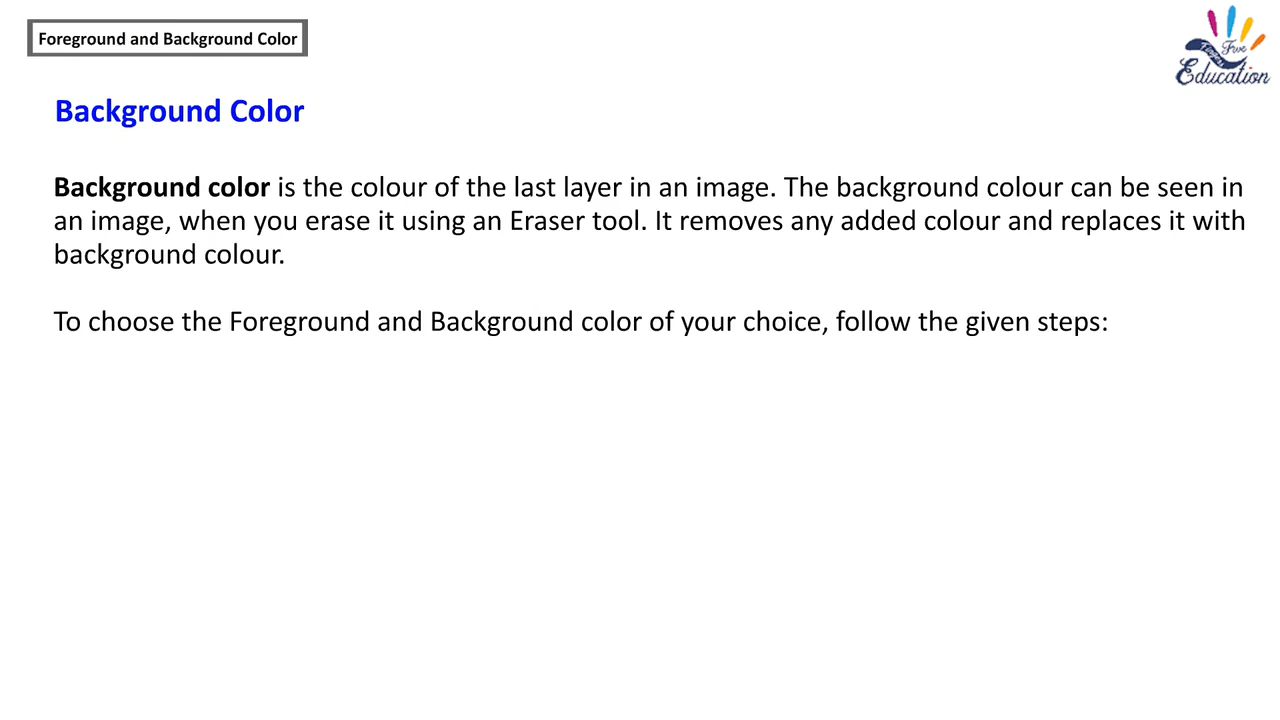 Foreground and Background Color
Five
Education
Background Color
Background color is the colour of the last layer in an image. The background colour can be seen in
an image, when you erase it using an Eraser tool. It removes any added colour and replaces it with
background colour.
To choose the Foreground and Background color of your choice, follow the given steps: